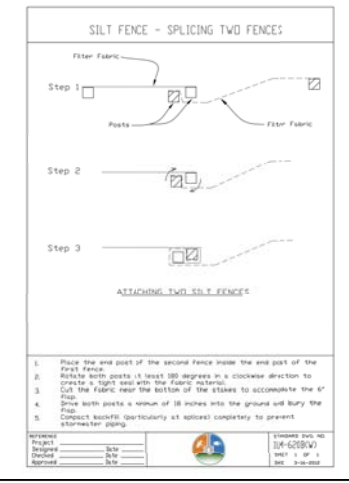 SILT FENCE - SPLICING TWO FENCES
Filter Fabric
Step 1
Posts
Filter Fabric
Step 2
Step 3
ATTACHING TWO SILT FENCES
1. Place the end post of the second fence inside the end post of the
first fence.
2. Rotate both posts at least 180 degrees in a clockwise direction to
create a tight seal with the fabric material.
3. Cut the fabric near the bottom of the stakes to accommodate the 6"
flap.
4. Drive both posts a minimum of 18 inches into the ground and bury the
flap.
5. Compact backfill (particularly at splices) completely to prevent
stormwater piping.
REFERENCE
Project
Designed Date
Checked Date
Approved Date
STANDARD DWG. NO.
IUM-620B(W)
SHEET 1 OF 1
DATE